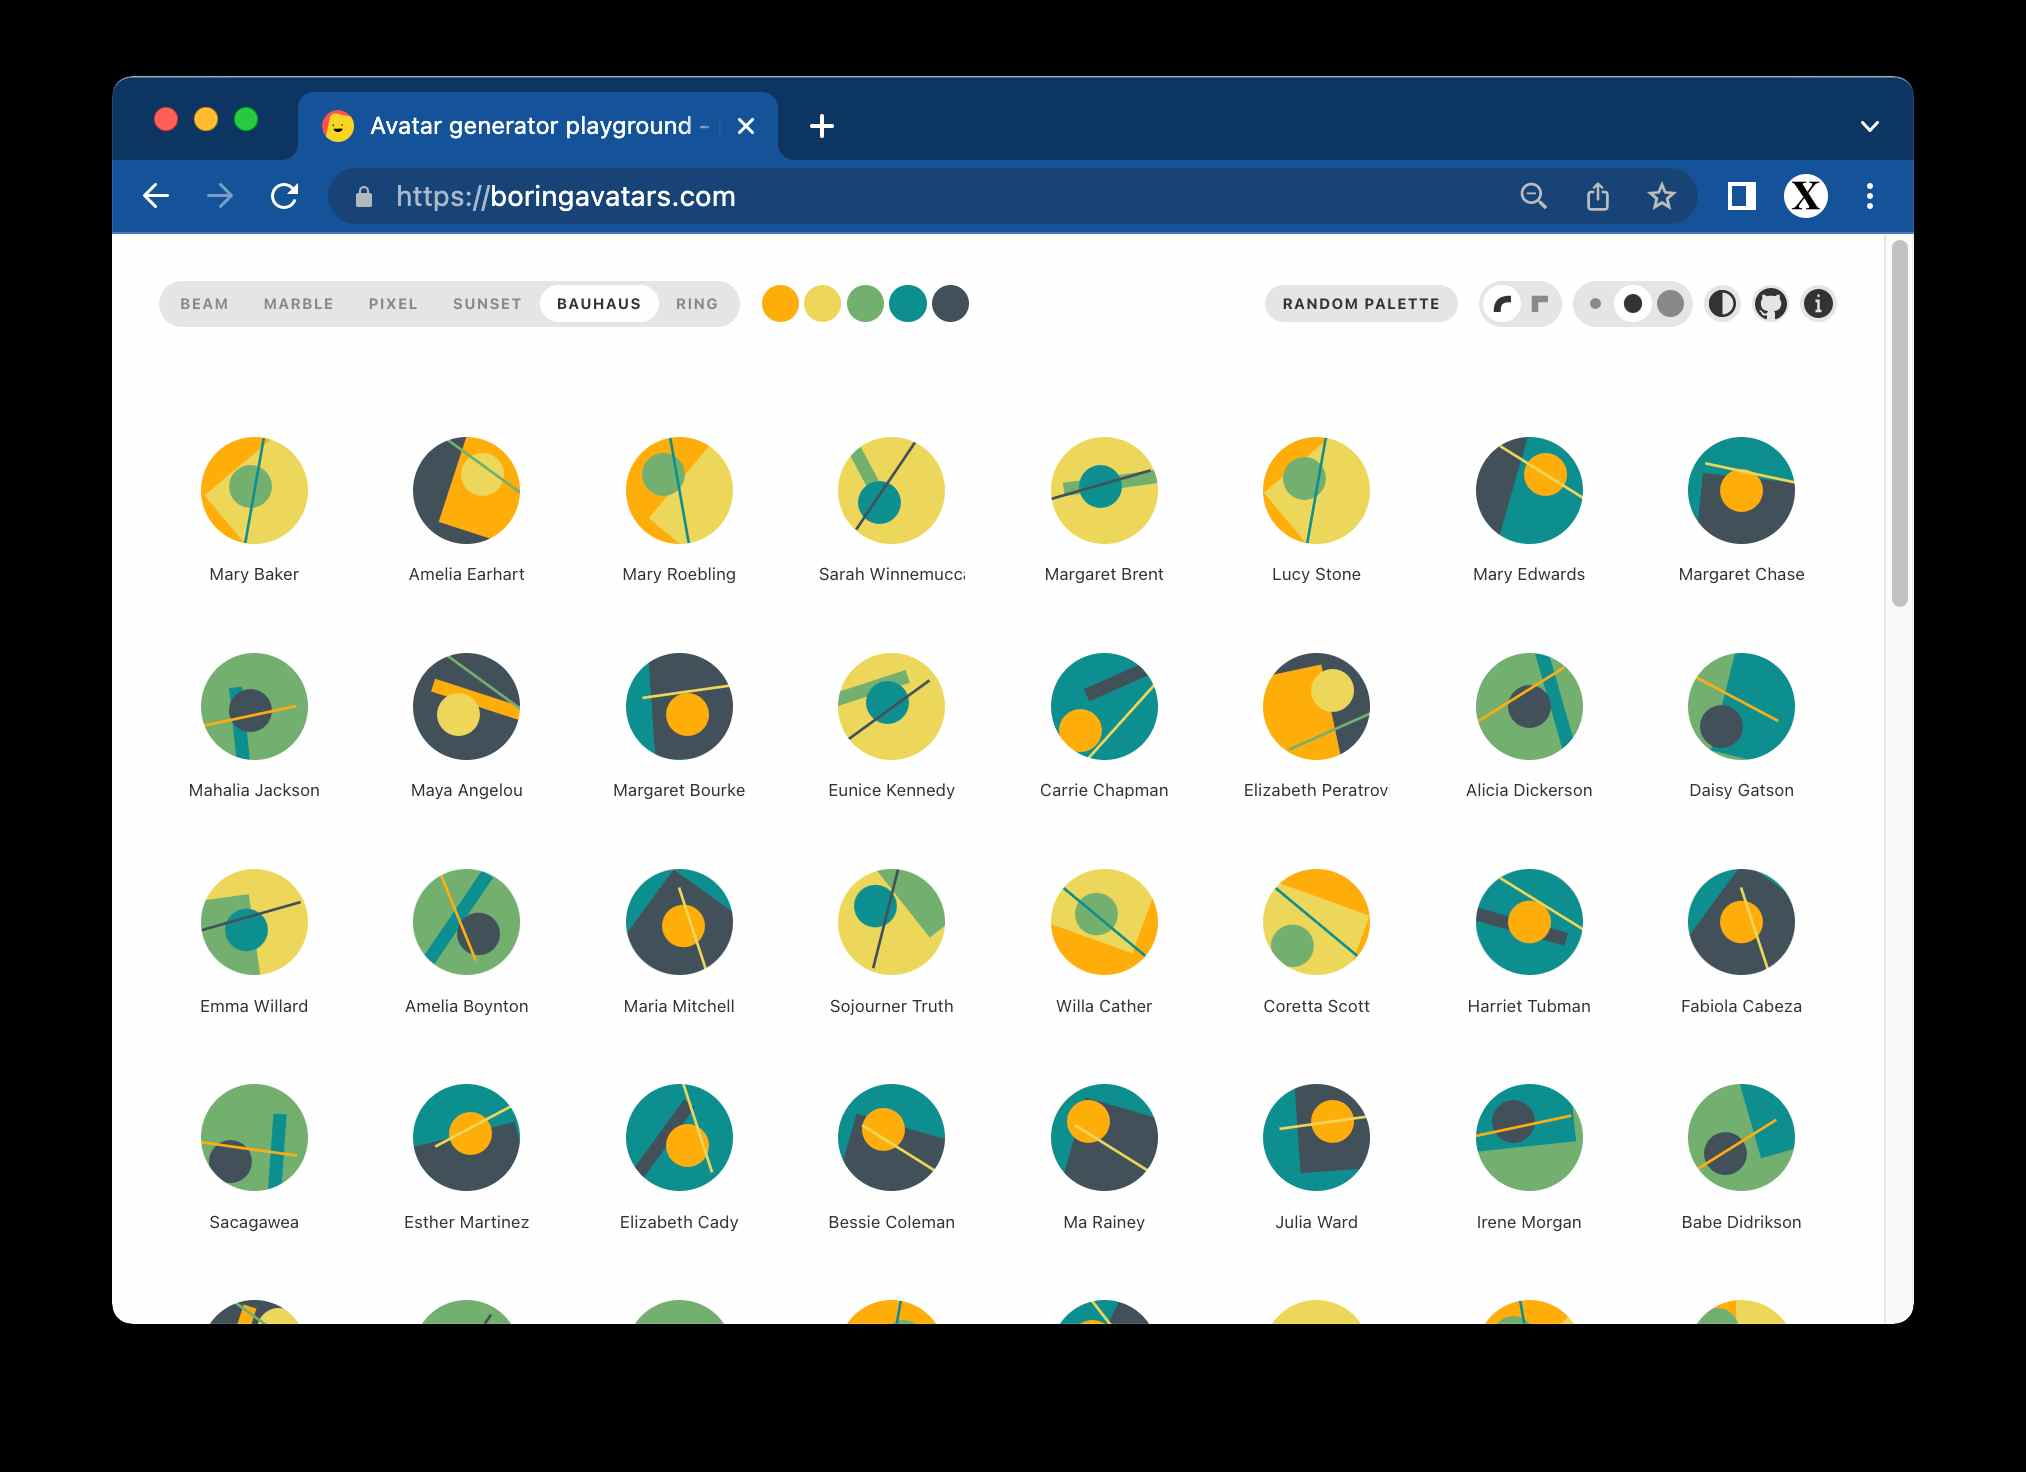 Avatar generator playground -
https://boringavatars.com
BEAM MARBLE PIXEL SUNSET BAUHAUS RING
RANDOM PALETTE
Mary Baker Amelia Earhart Mary Roebling Sarah Winnemucca Margaret Brent Lucy Stone Mary Edwards Margaret Chase
Mahalia Jackson Maya Angelou Margaret Bourke Eunice Kennedy Carrie Chapman Elizabeth Peratrov Alicia Dickerson Daisy Gatson
Emma Willard Amelia Boynton Maria Mitchell Sojourner Truth Willa Cather Coretta Scott Harriet Tubman Fabiola Cabeza
Sacagawea Esther Martinez Elizabeth Cady Bessie Coleman Ma Rainey Julia Ward Irene Morgan Babe Didrikson